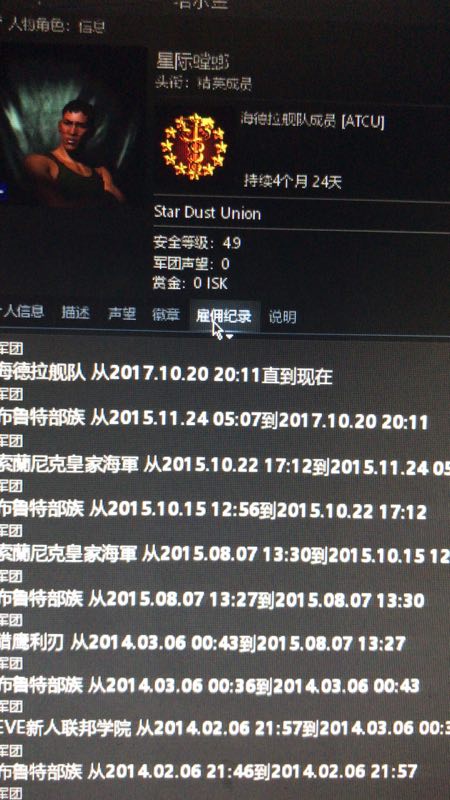 人物角色：信息
星际螳螂
头衔：精英成员
海德拉舰队成员 [ATCU]
持续4个月 24天
Star Dust Union
安全等级：4.9
军团声望：0
赏金：0 ISK
个人信息 描述 声望 徽章 雇佣纪录 说明
军团
海德拉舰队 从2017.10.20 20:11直到现在
军团
布鲁特部族 从2015.11.24 05:07到2017.10.20 20:11
军团
索蘭尼克皇家海軍 从2015.10.22 17:12到2015.11.24 05
军团
布鲁特部族 从2015.10.15 12:56到2015.10.22 17:12
军团
索蘭尼克皇家海軍 从2015.08.07 13:30到2015.10.15 12
军团
布鲁特部族 从2015.08.07 13:27到2015.08.07 13:30
军团
猎鹰利刃 从2014.03.06 00:43到2015.08.07 13:27
军团
布鲁特部族 从2014.03.06 00:36到2014.03.06 00:43
军团
EVE新人联邦学院 从2014.02.06 21:57到2014.03.06 00:3
军团
布鲁特部族 从2014.02.06 21:46到2014.02.06 21:57
军团